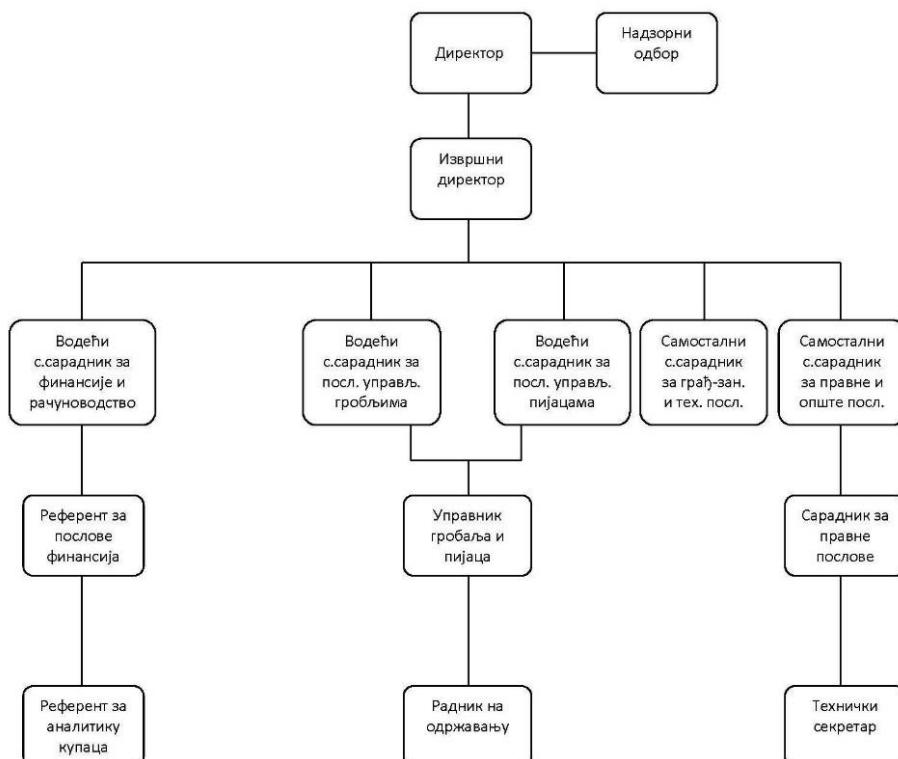 Директор
Надзорни
одбор
Извршни
директор
Водећи
с.сарадник за
финансије и
рачуноводство
Водећи
с.сарадник за
посл. управљ.
гробљима
Водећи
с.сарадник за
посл. управљ.
пијацама
Самостални
с.сарадник
за грађ-зан.
и тех. посл.
Самостални
с.сарадник
за правне и
опште посл.
Референт за
послове
финансија
Управник
гробаља и
пијаца
Сарадник за
правне
послове
Референт за
аналитику
купаца
Радник на
одржавању
Технички
секретар